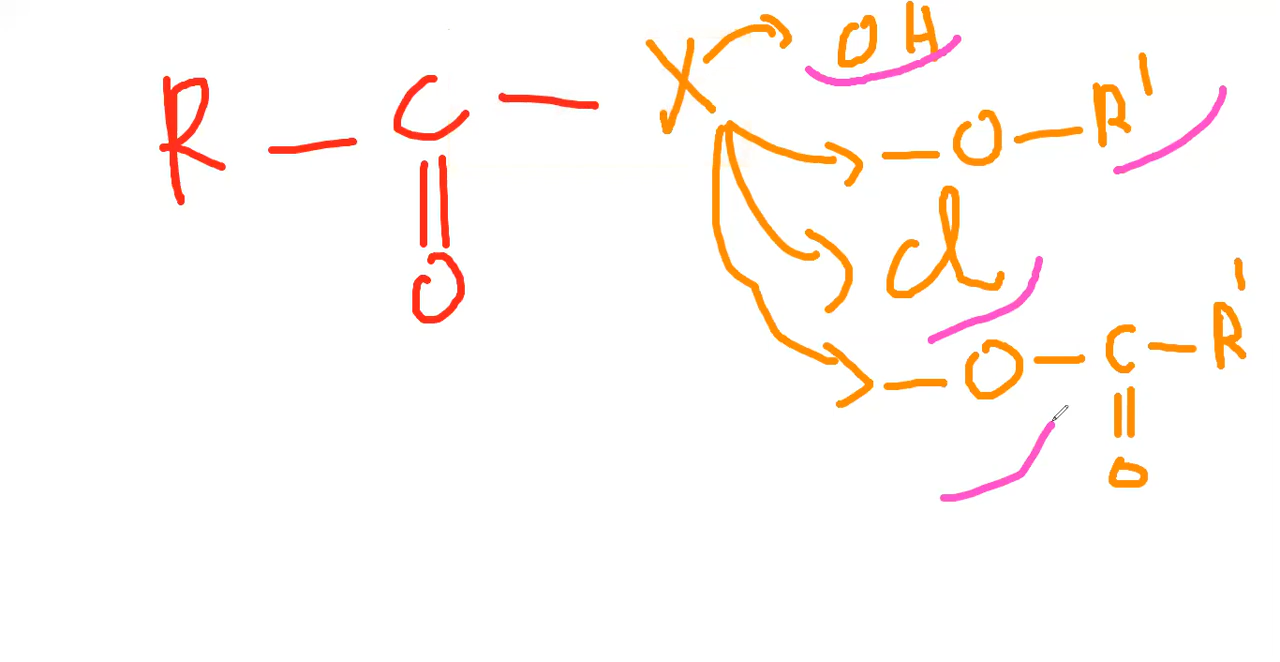 R — C — X
||
O
OH
— O — R'
Cl
— O — C — R'
||
O